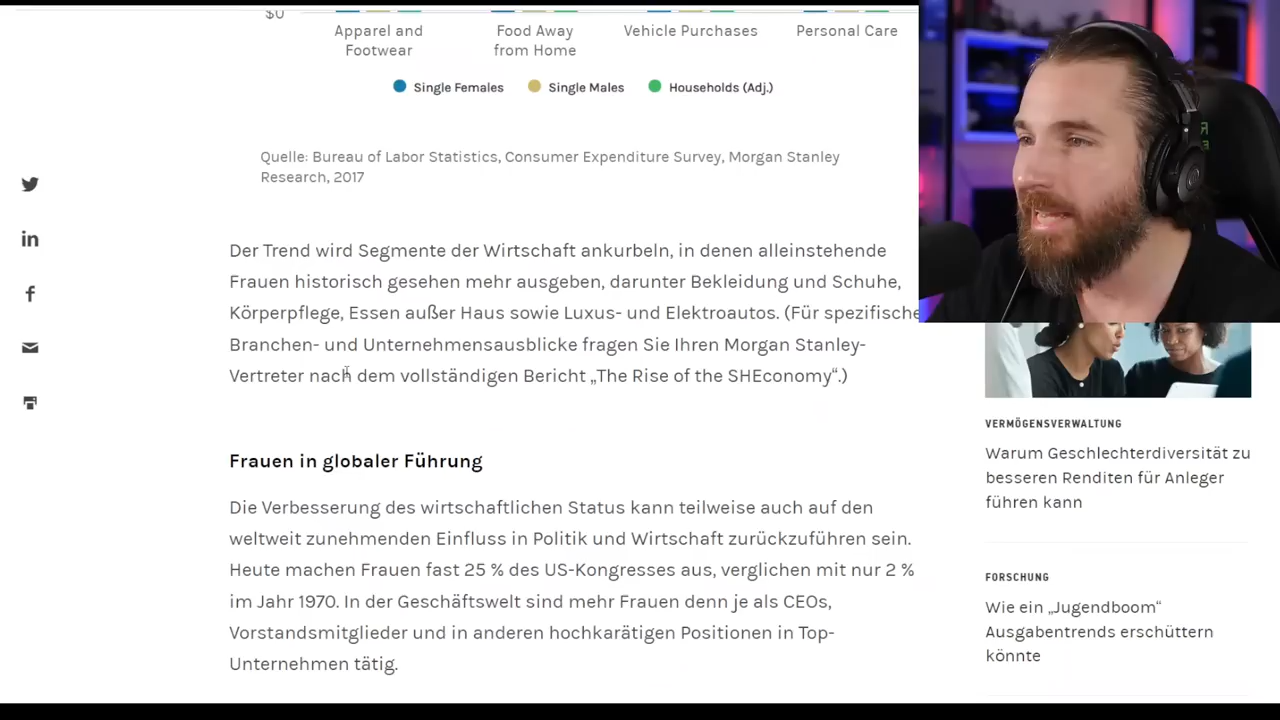 $0
Apparel and
Footwear
Food Away
from Home
Vehicle Purchases
Personal Care
Single Females
Single Males
Households (Adj.)
Quelle: Bureau of Labor Statistics, Consumer Expenditure Survey, Morgan Stanley
Research, 2017
Der Trend wird Segmente der Wirtschaft ankurbeln, in denen alleinstehende
Frauen historisch gesehen mehr ausgeben, darunter Bekleidung und Schuhe,
Körperpflege, Essen außer Haus sowie Luxus- und Elektroautos. (Für spezifische
Branchen- und Unternehmensausblicke fragen Sie Ihren Morgan Stanley-
Vertreter nach dem vollständigen Bericht „The Rise of the SHEconomy“.)
Frauen in globaler Führung
Die Verbesserung des wirtschaftlichen Status kann teilweise auch auf den
weltweit zunehmenden Einfluss in Politik und Wirtschaft zurückzuführen sein.
Heute machen Frauen fast 25 % des US-Kongresses aus, verglichen mit nur 2 %
im Jahr 1970. In der Geschäftswelt sind mehr Frauen denn je als CEOs,
Vorstandsmitglieder und in anderen hochkarätigen Positionen in Top-
Unternehmen tätig.
VERMÖGENSVERWALTUNG
Warum Geschlechterdiversität zu
besseren Renditen für Anleger
führen kann
FORSCHUNG
Wie ein „Jugendboom“
Ausgabentrends erschüttern
könnte